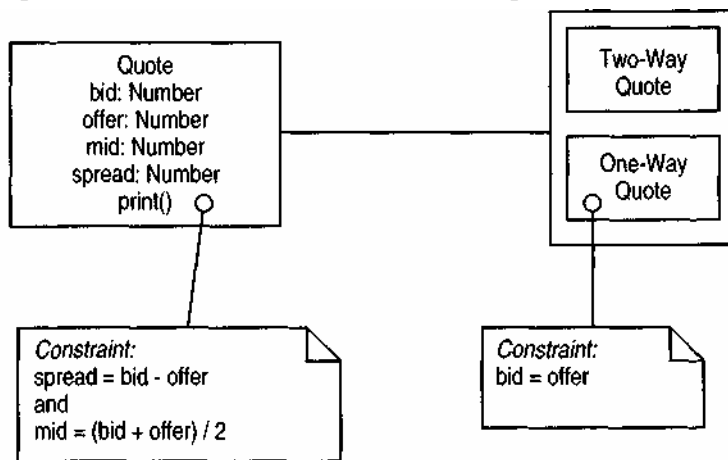 Quote
bid: Number
offer: Number
mid: Number
spread: Number
print()
Two-Way
Quote
One-Way
Quote
Constraint:
spread = bid - offer
and
mid = (bid + offer) / 2
Constraint:
bid = offer